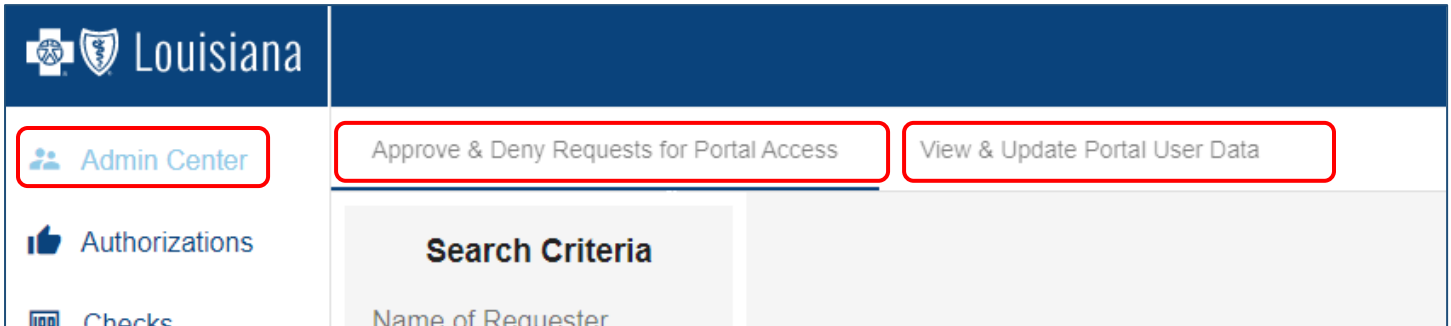 Louisiana
Admin Center
Approve & Deny Requests for Portal Access
View & Update Portal User Data
Authorizations
Search Criteria
Checks
Name of Requester